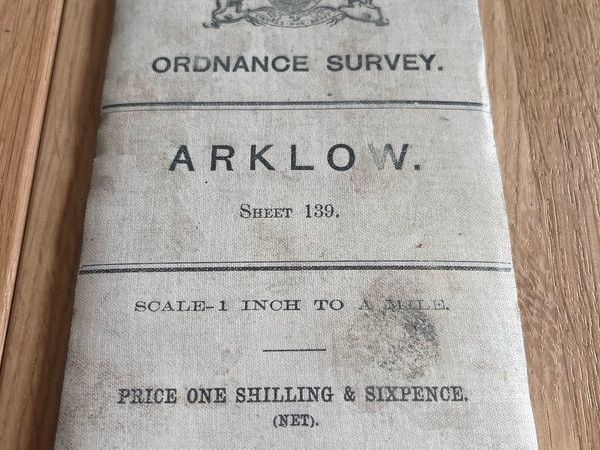 ORDNANCE SURVEY.
ARKLOW.
SHEET 139.
SCALE-1 INCH TO A MILE.
PRICE ONE SHILLING & SIXPENCE.
(NET).